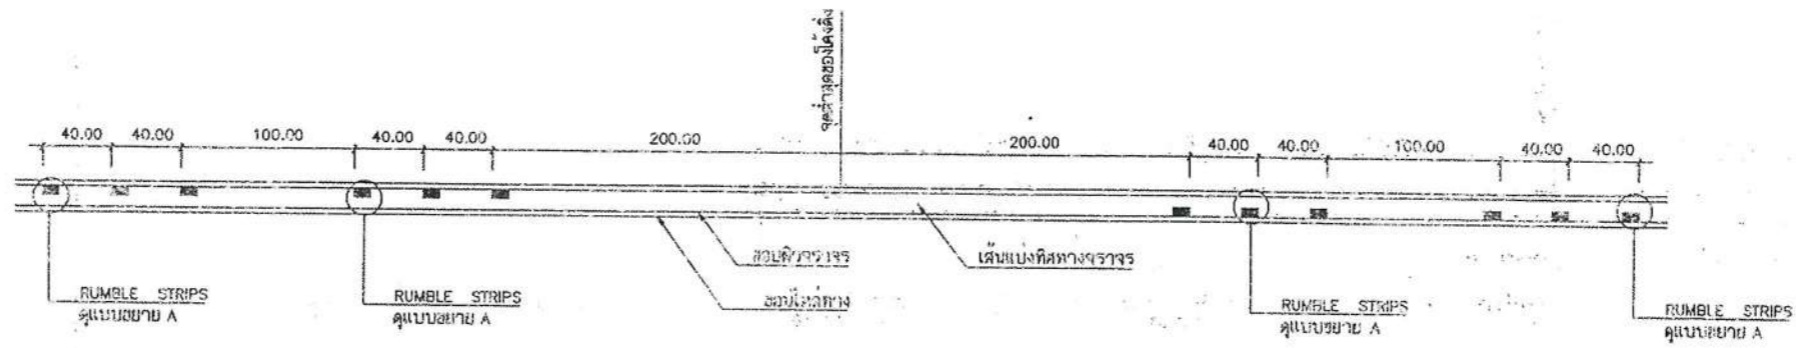 จุดต่ำสุดของโค้งดิ่ง
40.00 40.00 100.00 40.00 40.00 200.00 200.00 40.00 40.00 100.00 40.00 40.00
ขอบผิวจราจร
เส้นแบ่งทิศทางจราจร
ขอบไหล่ทาง
RUMBLE STRIPS
ดูแบบขยาย A
RUMBLE STRIPS
ดูแบบขยาย A
RUMBLE STRIPS
ดูแบบขยาย A
RUMBLE STRIPS
ดูแบบขยาย A